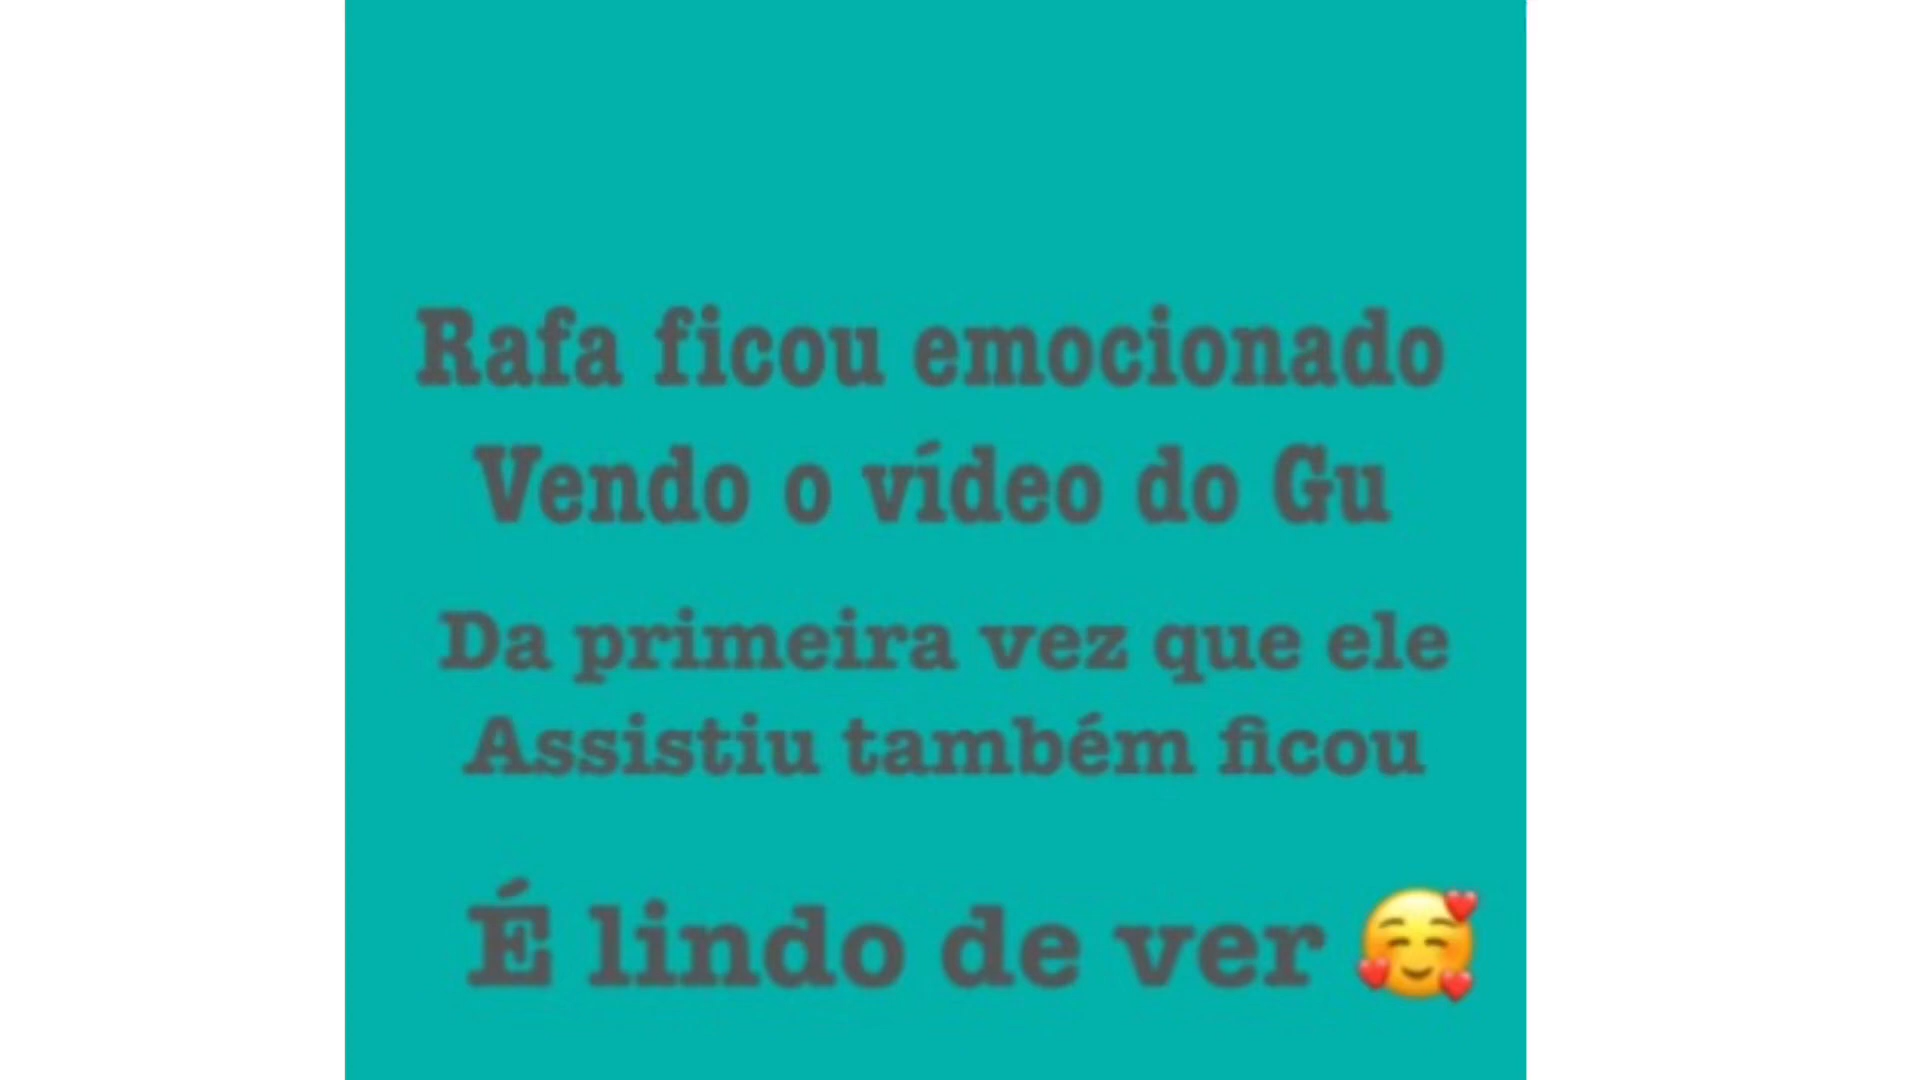 Rafa ficou emocionado
Vendo o vídeo do Gu
Da primeira vez que ele
Assistiu também ficou
É lindo de ver 🥰